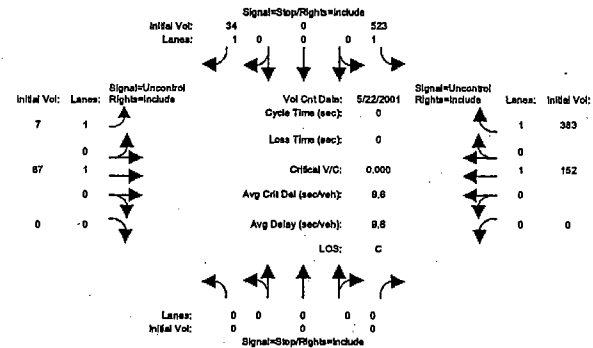 Signal=Stop/Rights=Include
Initial Vol: 34 0 523
Lanes: 1 0 0 0 1
Signal=Uncontrol
Rights=Include
Initial Vol: Lanes:
7 1
0
87 1
0
0 0
Vol Cnt Date: 5/22/2001
Cycle Time (sec): 0
Loss Time (sec): 0
Critical V/C: 0.000
Avg Crit Del (sec/veh): 9.6
Avg Delay (sec/veh): 9.6
LOS: C
Signal=Uncontrol
Rights=Include
Lanes: Initial Vol:
1 383
0
1 152
0
0 0
Lanes: 0 0 0 0 0
Initial Vol: 0 0 0
Signal=Stop/Rights=Include